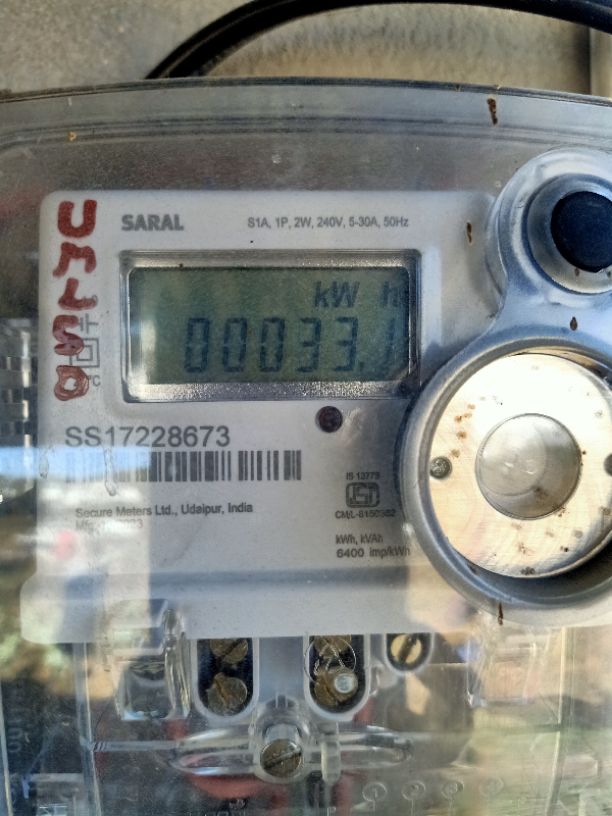 SARAL
S1A, 1P, 2W, 240V, 5-30A, 50Hz
kW h
00033.1
SS17228673
IS 13779
Secure Meters Ltd., Udaipur, India
kWh, kVAh
6400 imp/kWh